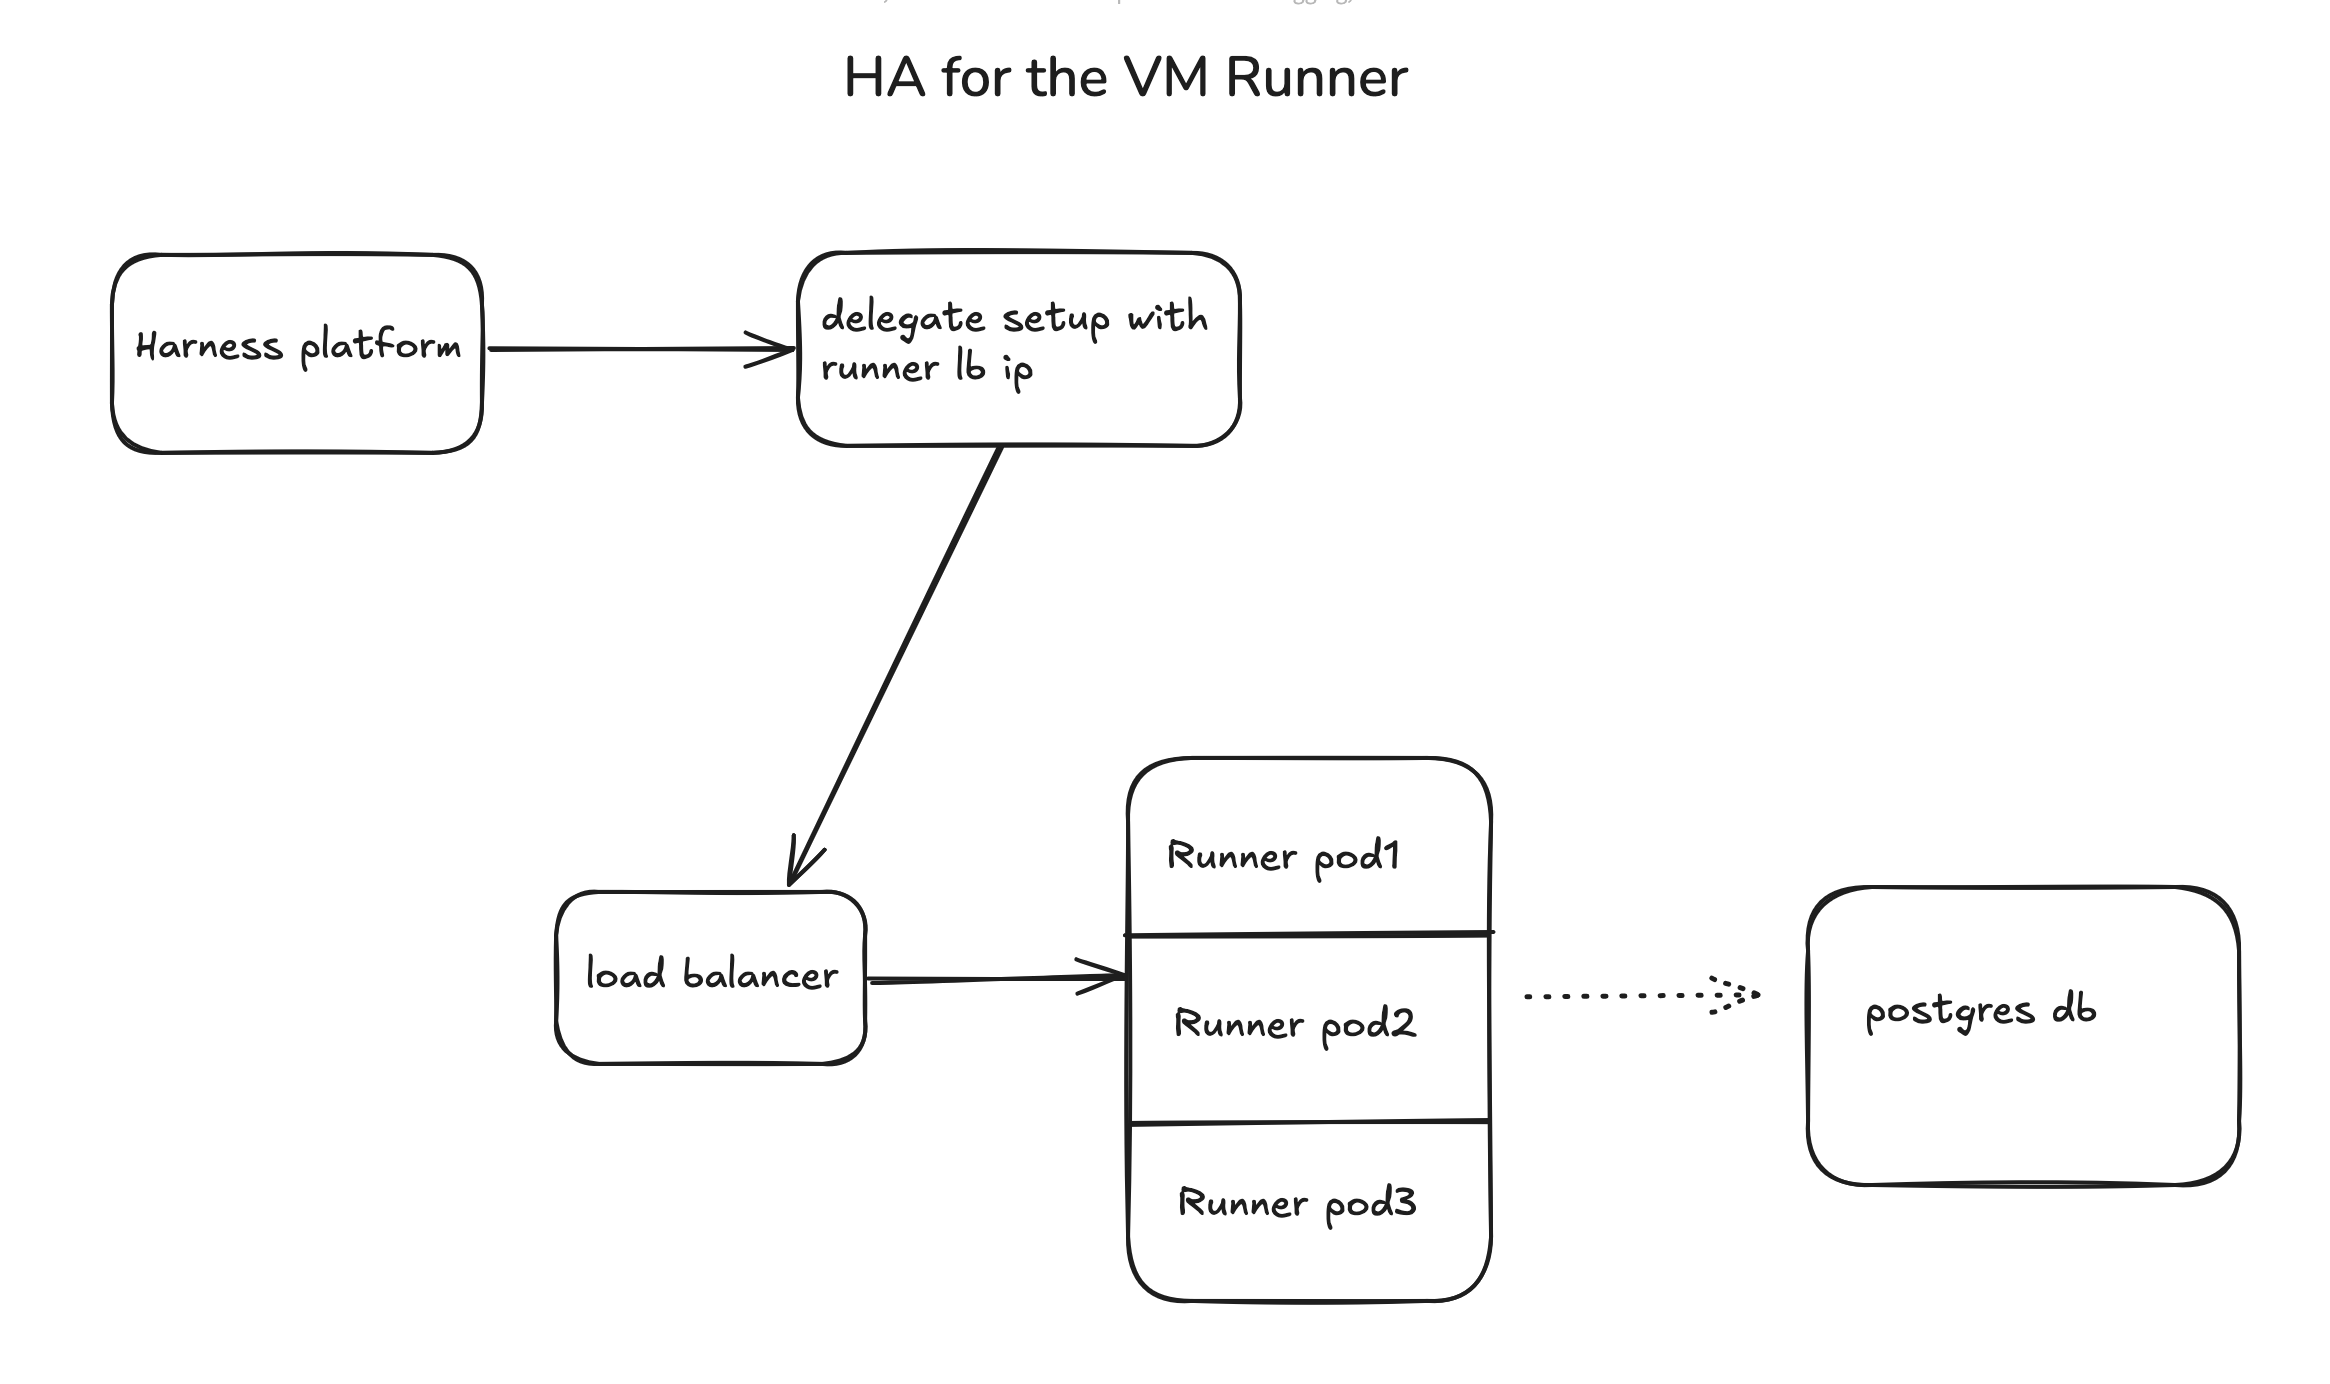 HA for the VM Runner
Harness platform
delegate setup with
runner lb ip
load balancer
Runner pod1
Runner pod2
Runner pod3
postgres db